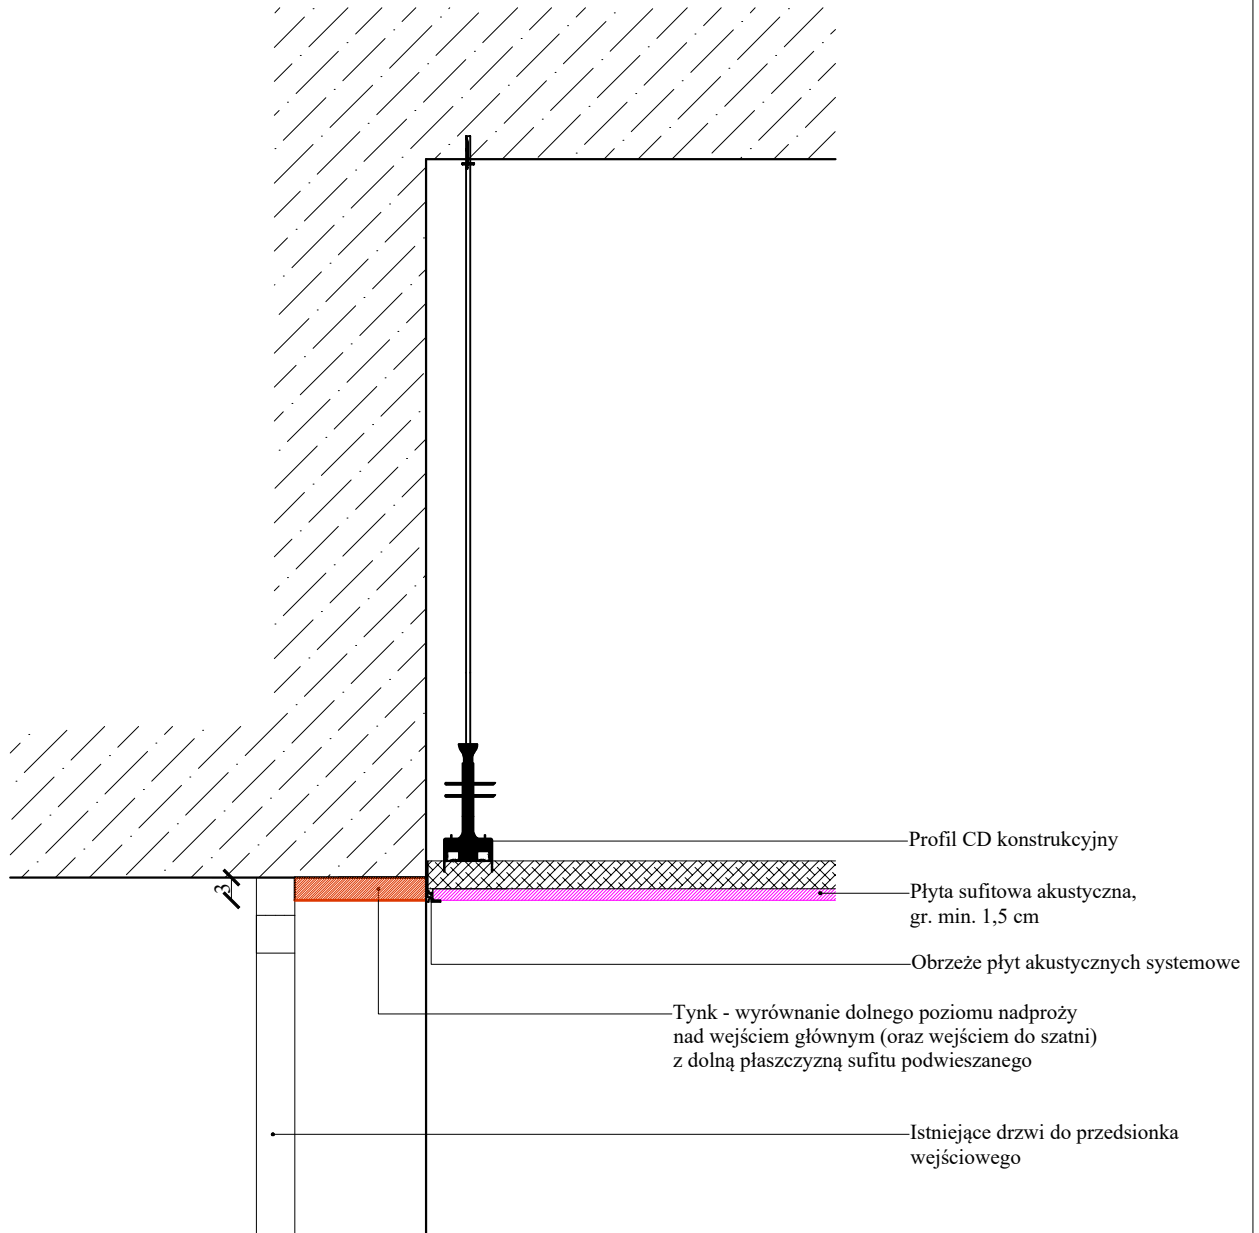 Profil CD konstrukcyjny
3
Płyta sufitowa akustyczna,
gr. min. 1,5 cm
Obrzeże płyt akustycznych systemowe
Tynk - wyrównanie dolnego poziomu nadproży
nad wejściem głównym (oraz wejściem do szatni)
z dolną płaszczyzną sufitu podwieszanego
Istniejące drzwi do przedsionka
wejściowego